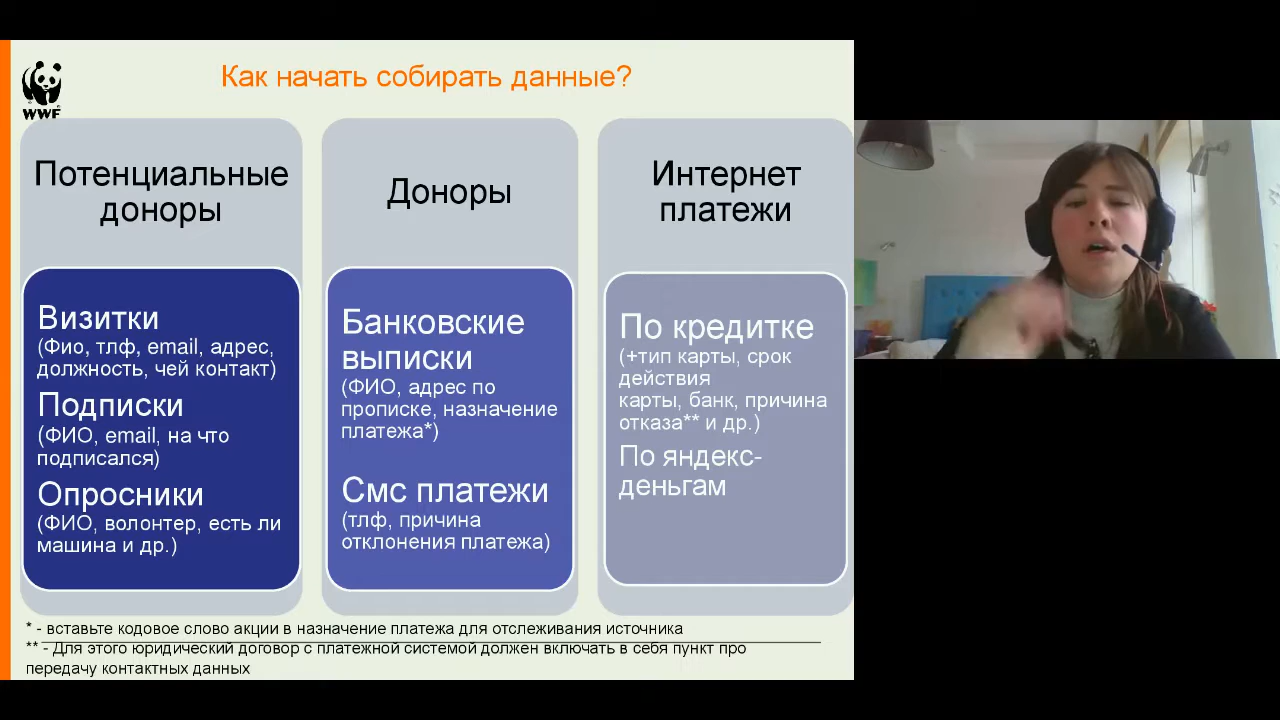 Как начать собирать данные?
WWF
Потенциальные
доноры
Визитки
(Фио, тлф, email, адрес,
должность, чей контакт)
Подписки
(ФИО, email, на что
подписался)
Опросники
(ФИО, волонтер, есть ли
машина и др.)
Доноры
Банковские
выписки
(ФИО, адрес по
прописке, назначение
платежа*)
Смс платежи
(тлф, причина
отклонения платежа)
Интернет
платежи
По кредитке
(+тип карты, срок
действия
карты, банк, причина
отказа** и др.)
По яндекс-
деньгам
* - вставьте кодовое слово акции в назначение платежа для отслеживания источника
** - Для этого юридический договор с платежной системой должен включать в себя пункт про
передачу контактных данных